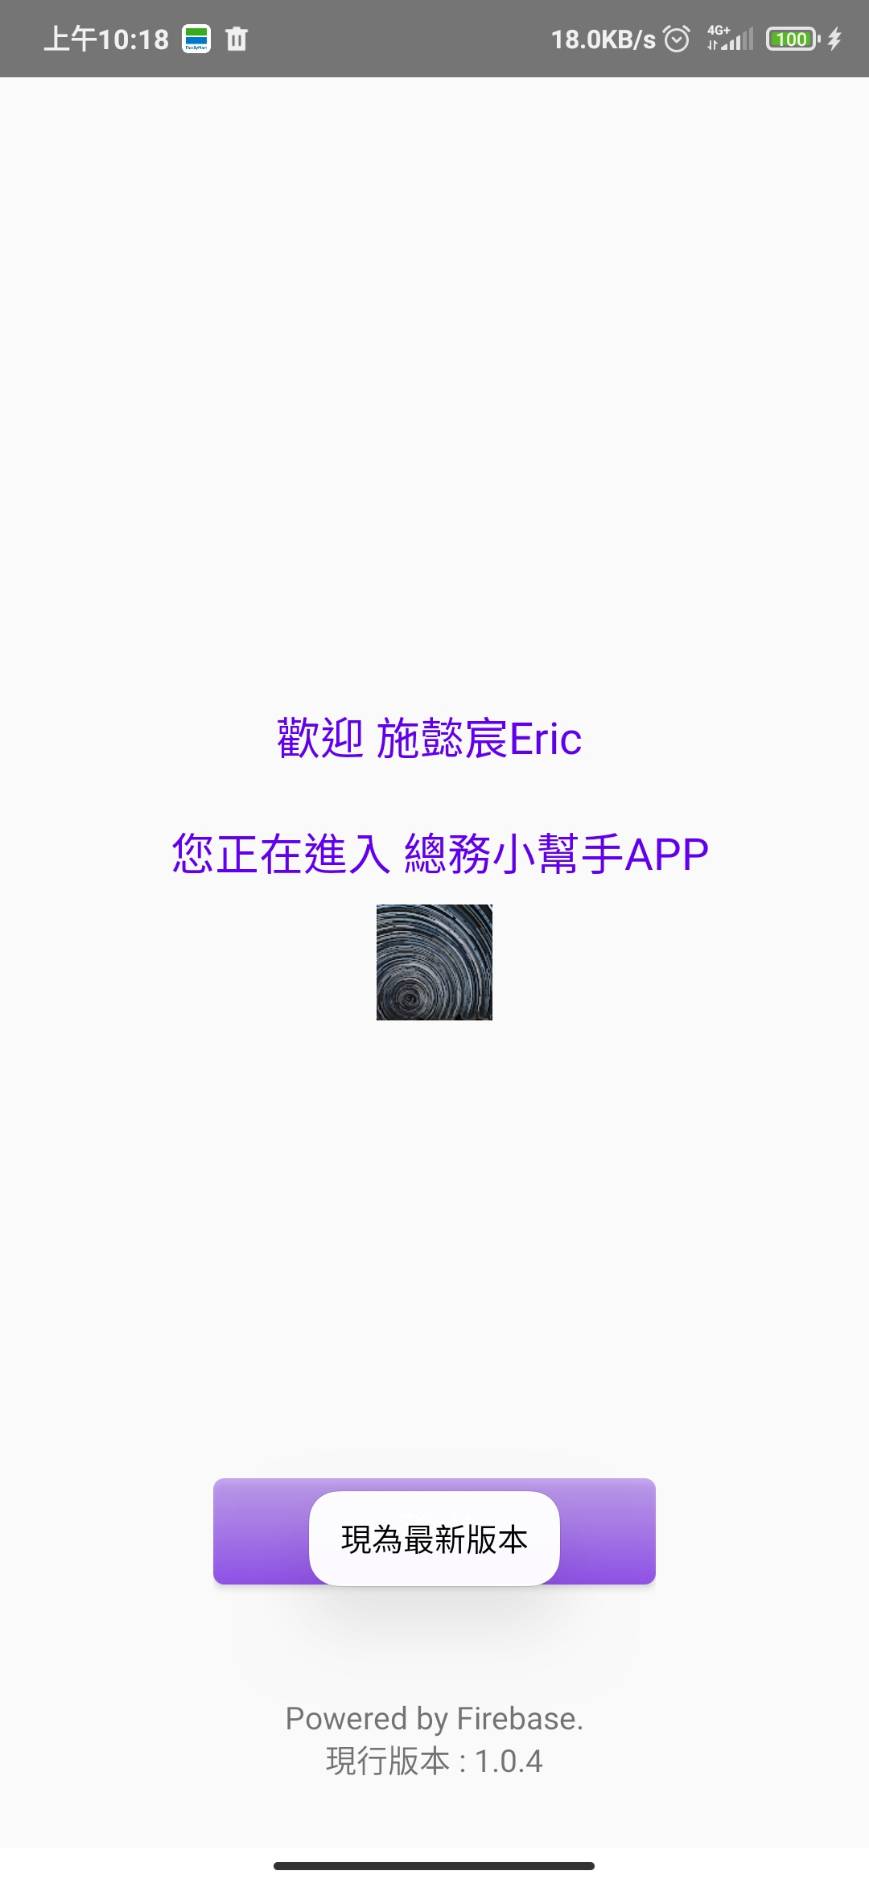 上午10:18
18.0KB/s
4G+
100
歡迎 施懿宸Eric
您正在進入 總務小幫手APP
現為最新版本
Powered by Firebase.
現行版本 : 1.0.4